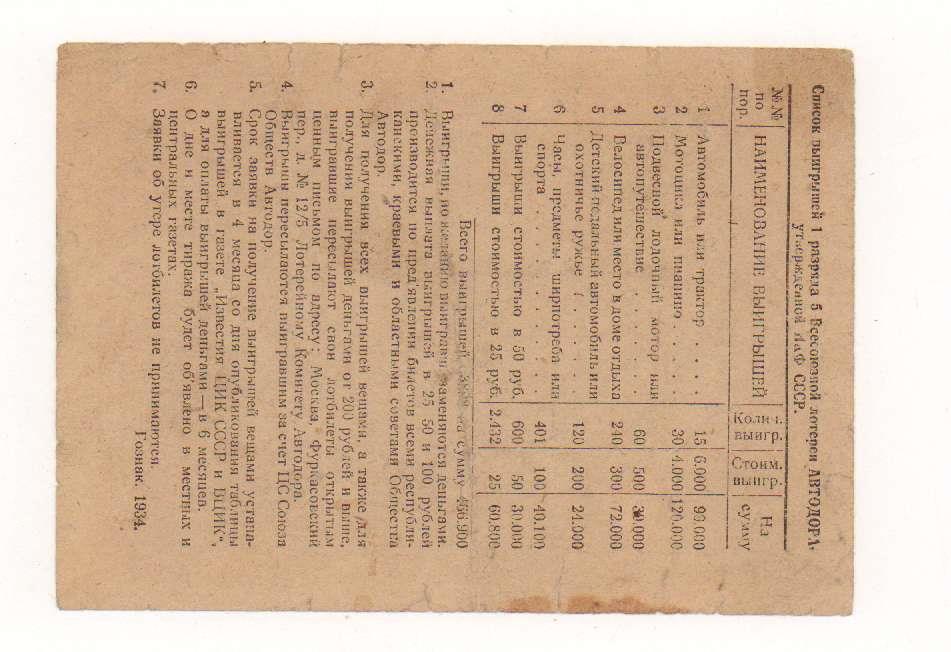 Список выигрышей 1 разряда 5 Всесоюзной лотереи АВТОДОРА,
утвержденной НКФ СССР.
№№ по пор. НАИМЕНОВАНИЕ ВЫИГРЫШЕЙ Колич. выигр. Стоим. выигр. На сумму
1 Автомобиль или трактор . . . . 15 6.000 90.000
2 Мотоцикл или пианино . . . . 30 4.000 120.000
3 Подвесной лодочный мотор или
автопутешествие . . . . 60 500 30.000
4 Велосипед или место в доме отдыха 240 300 72.000
5 Детский педальный автомобиль или
охотничье ружье . . . . 120 200 24.000
6 Часы, предметы ширпотреба или
спорта . . . . . . . . 401 100 40.100
7 Выигрыши стоимостью в 50 руб. 600 50 30.000
8 Выигрыши стоимостью в 25 руб. 2.432 25 60.800
Всего выигрышей на сумму
1. Выигрыши, по желанию выигравш заменяются деньгами.
2. Денежная выплата выигрышей в 25 50 и 100 рублей
производится по пред'явлении билетов всеми республи-
канскими, краевыми и областными советами Общества
Автодор.
3. Для получения всех выигрышей вещами, а также для
получения выигрышей деньгами от 200 рублей и выше,
выигравшие пересылают свои лотбилеты открытым
ценным письмом по адресу: Москва, Фуркасовский
пер., д. № 12/5 Лотерейному Комитету Автодора.
4. Выигрыши пересылаются выигравшим за счет ЦС Союза
Обществ Автодор.
5. Срок заявки на получение выигрышей вещами устана-
вливается в 4 месяца со дня опубликования таблицы
выигрышей в газете „Известия ЦИК СССР и ВЦИК“,
а для оплаты выигрышей деньгами — в 6 месяцев.
6. О дне и месте тиража будет об'явлено в местных и
центральных газетах.
7. Заявки об утере лотбилетов не принимаются.
Гознак. 1934.